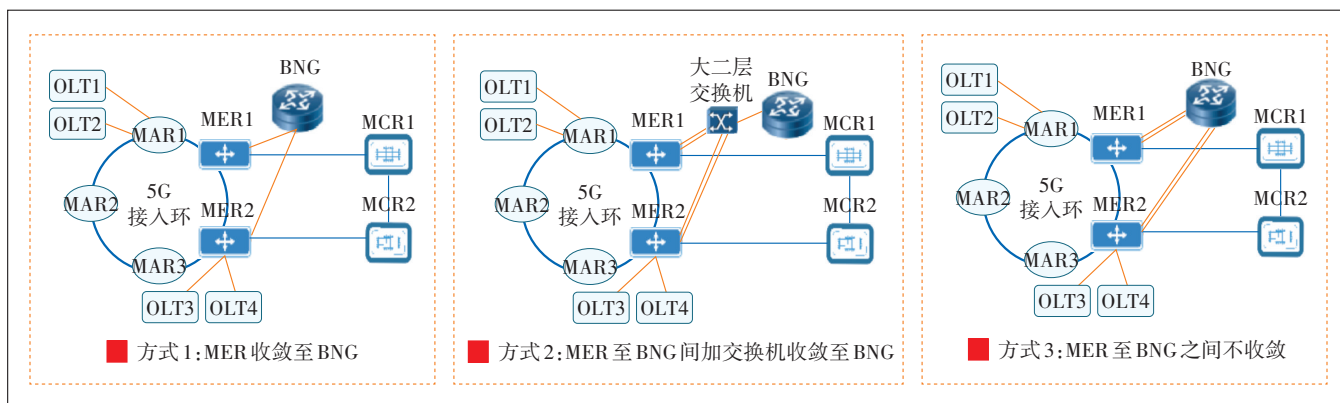 OLT1
OLT2
MAR1
MAR2
MAR3
5G
接入环
MER1
MER2
BNG
MCR1
MCR2
OLT3
OLT4
方式1:MER收敛至BNG
OLT1
OLT2
MAR1
MAR2
MAR3
5G
接入环
MER1
MER2
大二层
交换机
BNG
MCR1
MCR2
OLT3
OLT4
方式2:MER至BNG间加交换机收敛至BNG
OLT1
OLT2
MAR1
MAR2
MAR3
5G
接入环
MER1
MER2
BNG
MCR1
MCR2
OLT3
OLT4
方式3:MER至BNG之间不收敛